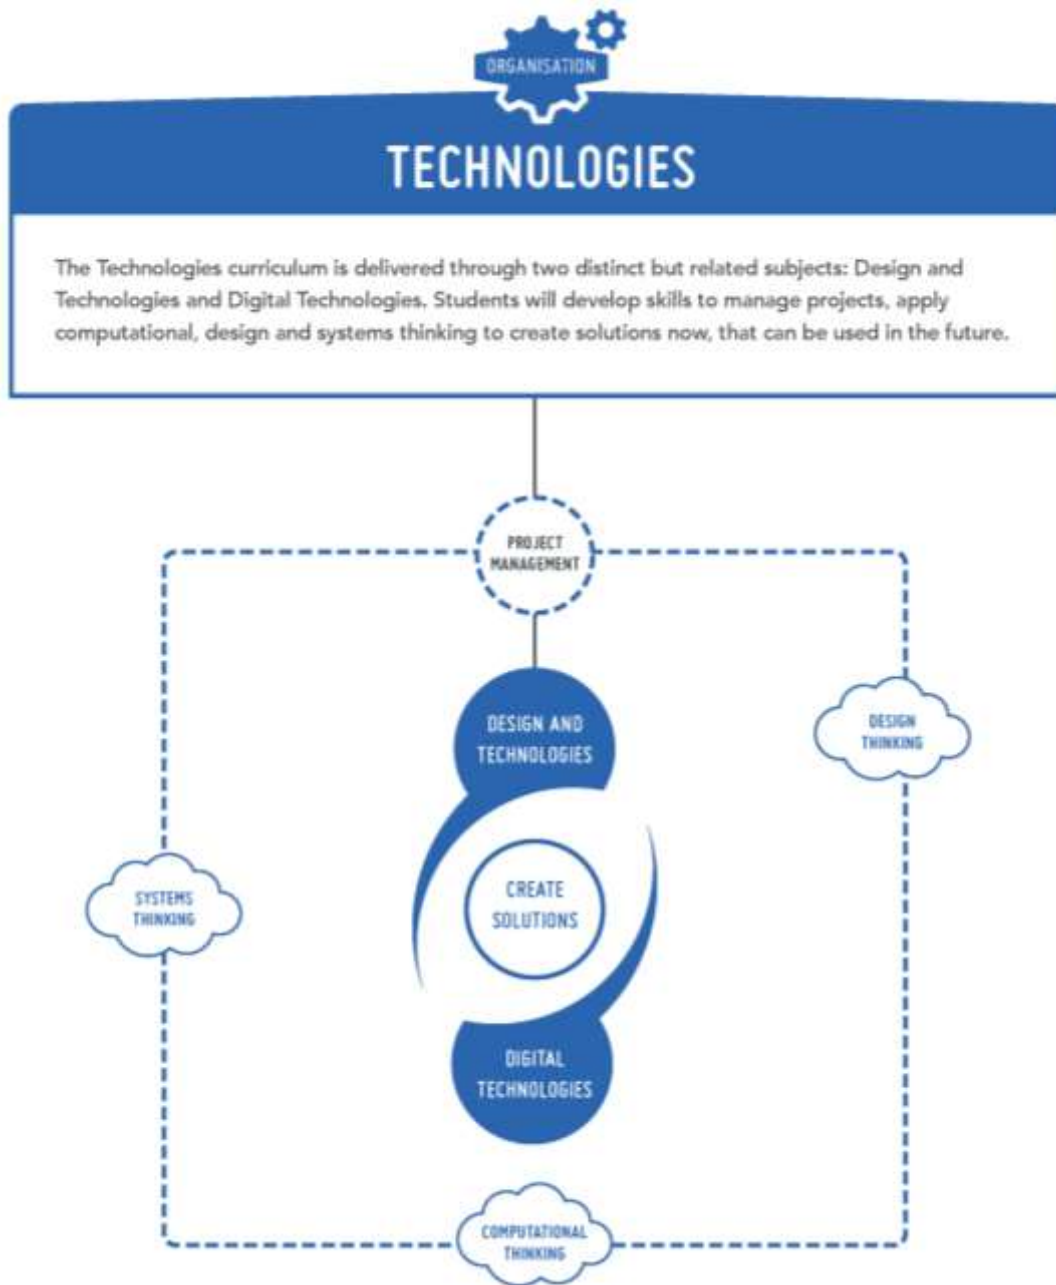 ORGANISATION
TECHNOLOGIES
The Technologies curriculum is delivered through two distinct but related subjects: Design and
Technologies and Digital Technologies. Students will develop skills to manage projects, apply
computational, design and systems thinking to create solutions now, that can be used in the future.
PROJECT
MANAGEMENT
DESIGN AND
TECHNOLOGIES
DESIGN
THINKING
CREATE
SOLUTIONS
SYSTEMS
THINKING
DIGITAL
TECHNOLOGIES
COMPUTATIONAL
THINKING